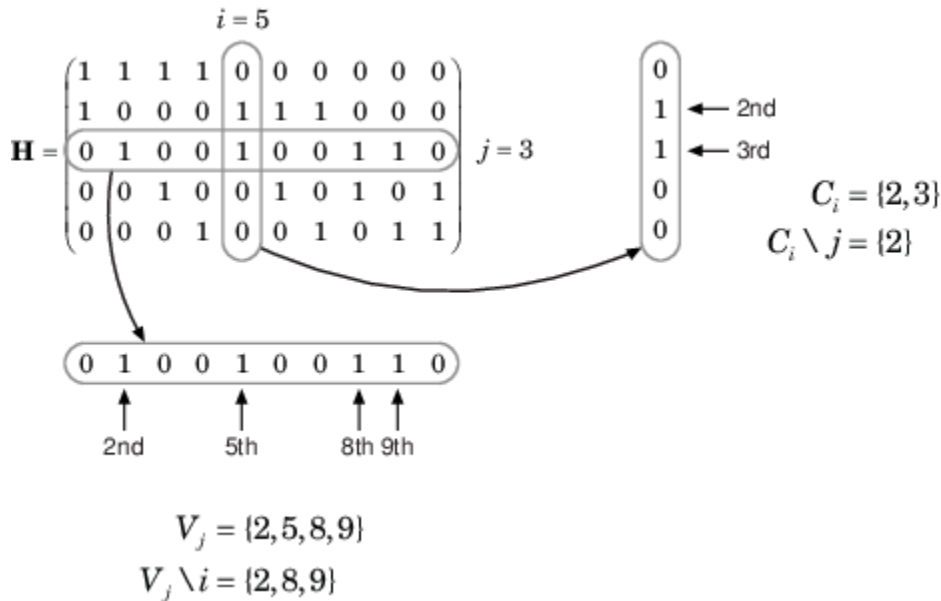 i = 5
1 1 1 1 0 0 0 0 0 0
1 0 0 0 1 1 1 0 0 0
H = 0 1 0 0 1 0 0 1 1 0 j = 3
0 0 1 0 0 1 0 1 0 1
0 0 0 1 0 0 1 0 1 1
0
1 2nd
1 3rd
0
0
C_i = {2,3}
C_i \ j = {2}
0 1 0 0 1 0 0 1 1 0
2nd 5th 8th 9th
V_j = {2,5,8,9}
V_j \ i = {2,8,9}